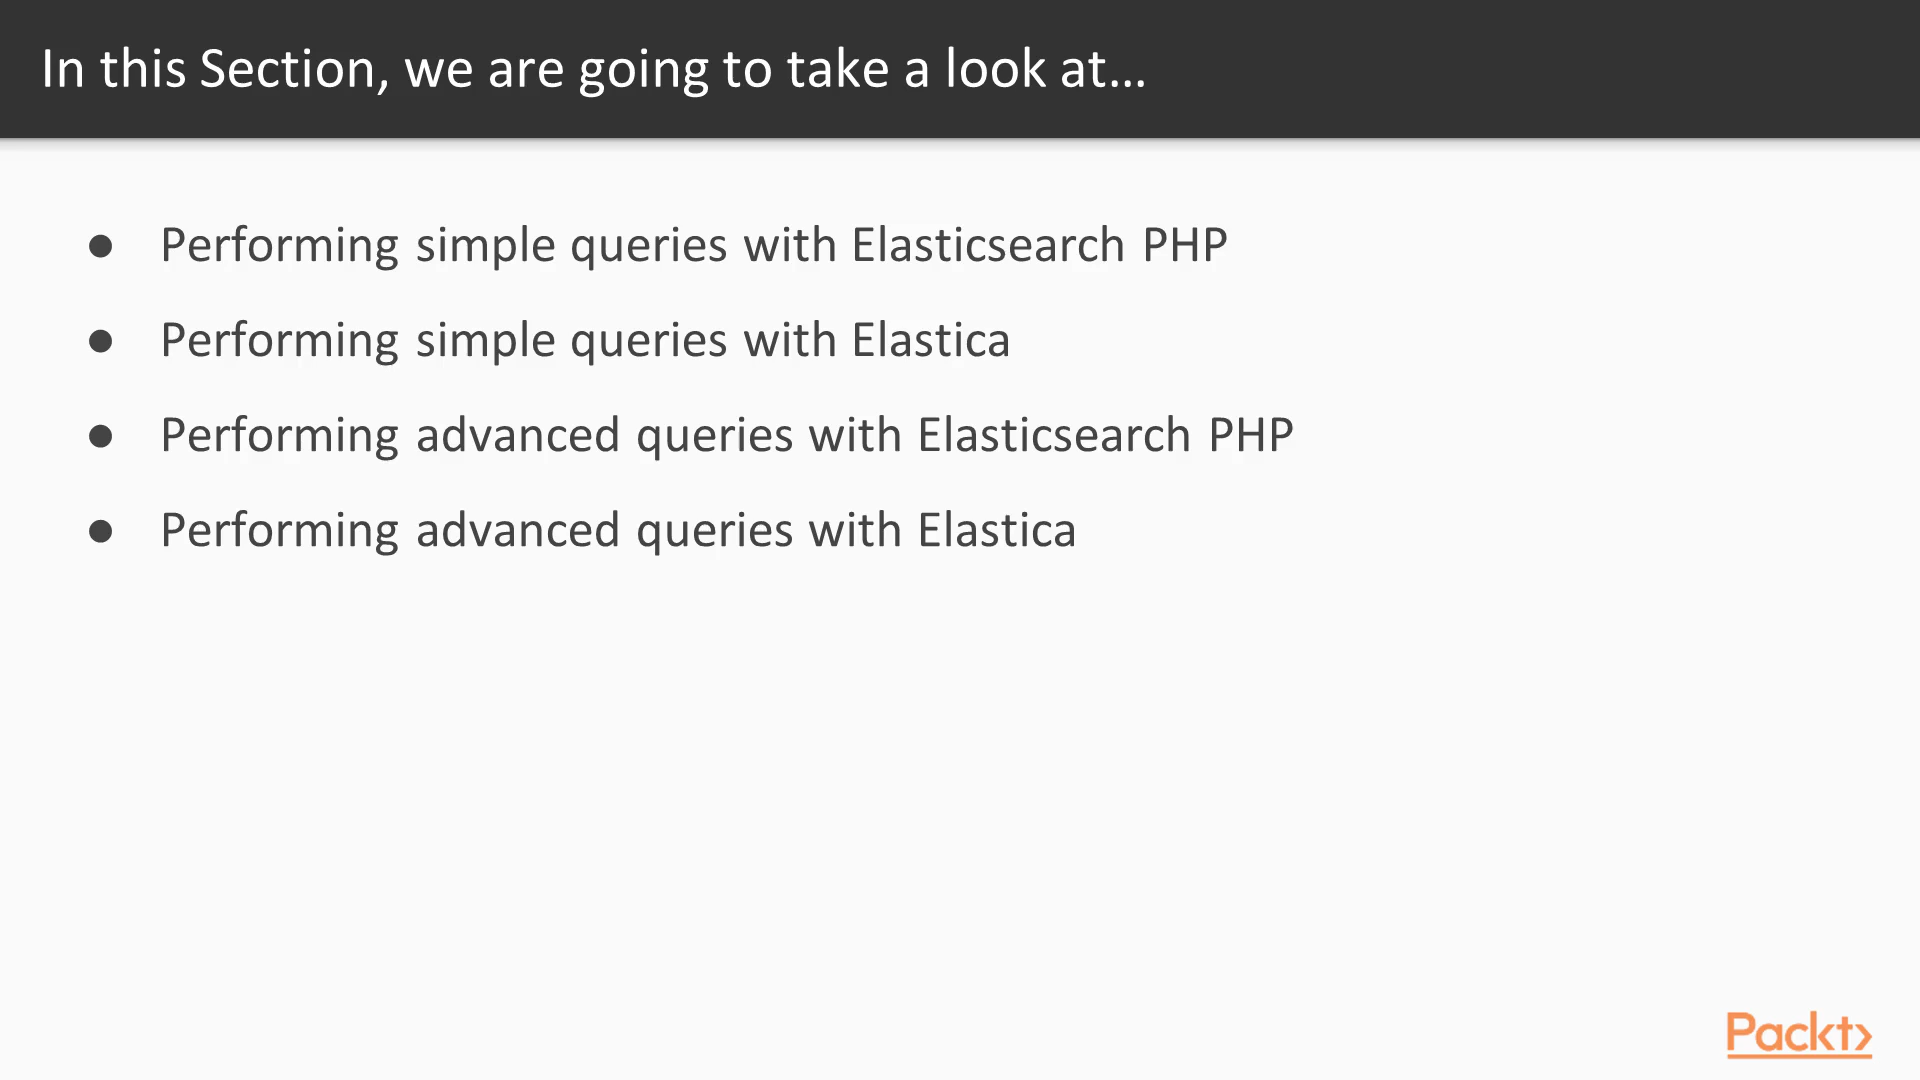 In this Section, we are going to take a look at…
● Performing simple queries with Elasticsearch PHP
● Performing simple queries with Elastica
● Performing advanced queries with Elasticsearch PHP
● Performing advanced queries with Elastica
Packt>